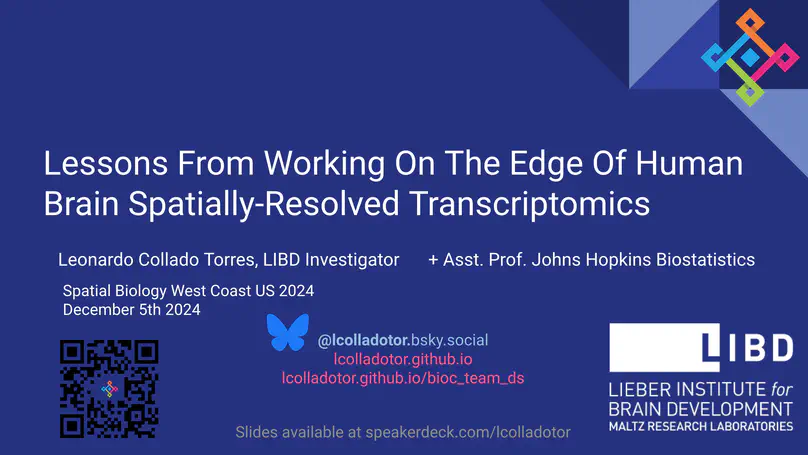 Lessons From Working On The Edge Of Human
Brain Spatially-Resolved Transcriptomics
Leonardo Collado Torres, LIBD Investigator + Asst. Prof. Johns Hopkins Biostatistics
Spatial Biology West Coast US 2024
December 5th 2024
@lcolladotor.bsky.social
lcolladotor.github.io
lcolladotor.github.io/bioc_team_ds
LIBD
LIEBER INSTITUTE for
BRAIN DEVELOPMENT
MALTZ RESEARCH LABORATORIES
Slides available at speakerdeck.com/lcolladotor